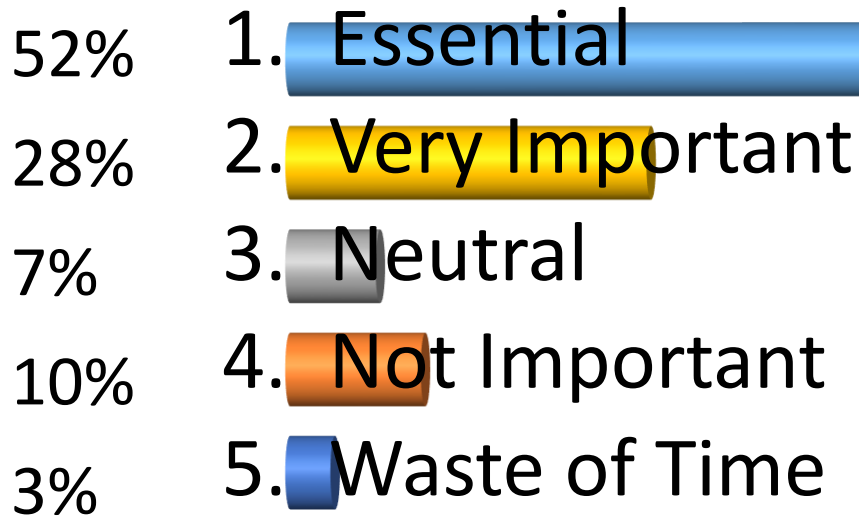 52% 1. Essential
28% 2. Very Important
7% 3. Neutral
10% 4. Not Important
3% 5. Waste of Time